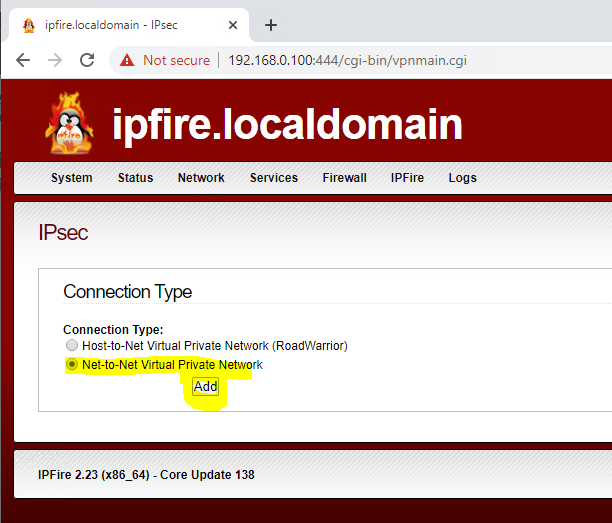 ipfire.localdomain - IPsec
Not secure 192.168.0.100:444/cgi-bin/vpnmain.cgi
ipfire.localdomain
System Status Network Services Firewall IPFire Logs
IPsec
Connection Type
Connection Type:
Host-to-Net Virtual Private Network (RoadWarrior)
Net-to-Net Virtual Private Network
Add
IPFire 2.23 (x86_64) - Core Update 138